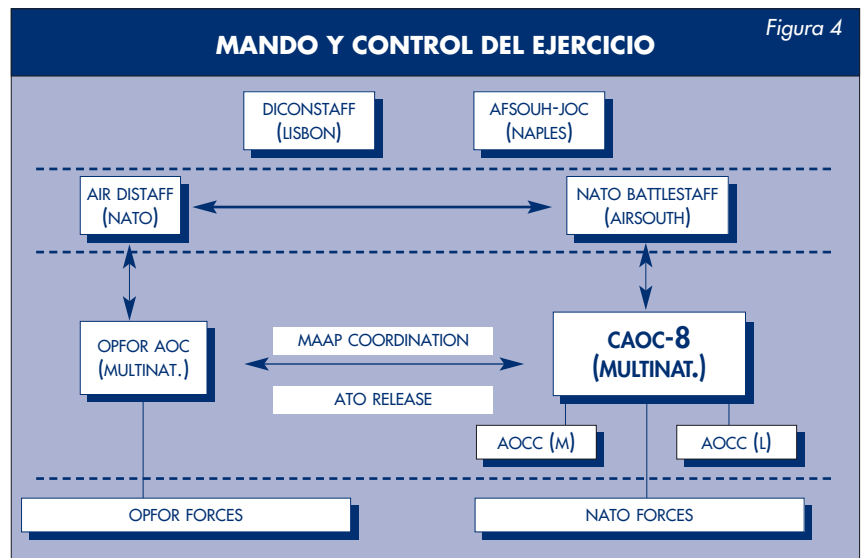 Figura 4
MANDO Y CONTROL DEL EJERCICIO
DICONSTAFF
(LISBON)
AFSOUH-JOC
(NAPLES)
AIR DISTAFF
(NATO)
NATO BATTLESTAFF
(AIRSOUTH)
OPFOR AOC
(MULTINAT.)
MAAP COORDINATION
ATO RELEASE
CAOC-8
(MULTINAT.)
AOCC (M)
AOCC (L)
OPFOR FORCES
NATO FORCES